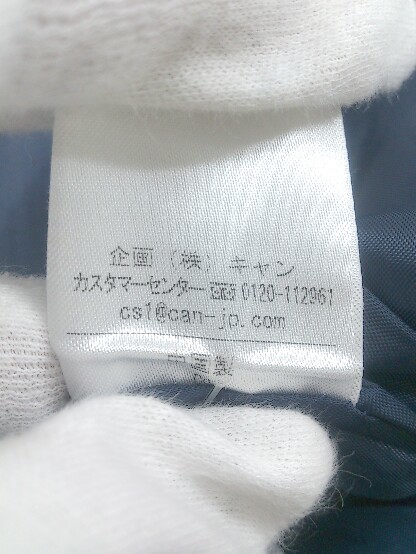 企画 (株) キャン
カスタマーセンター 0120-112961
cs1@can-jp.com
中国製